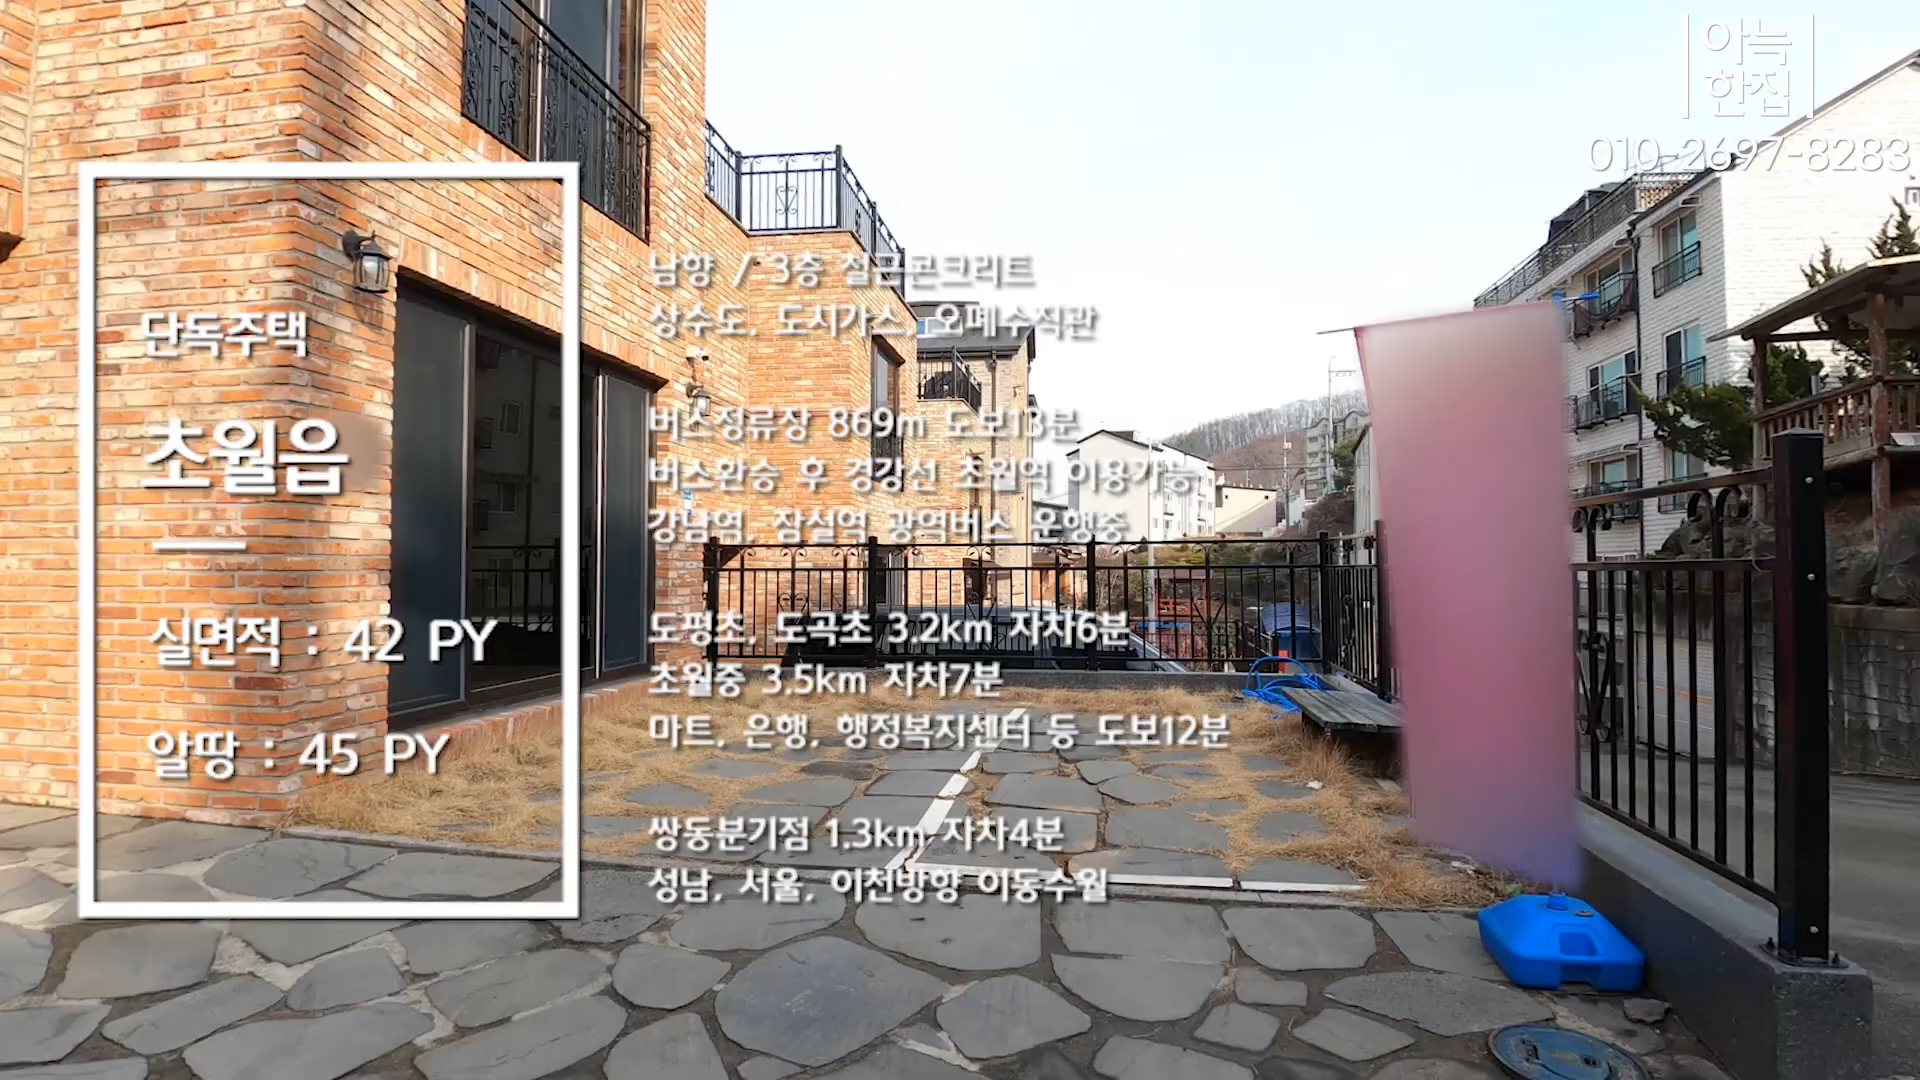 아늑
한집
010-2697-8283
단독주택
초월읍
실면적 : 42 PY
알땅 : 45 PY
남향 / 3층 철근콘크리트
상수도, 도시가스, 오폐수직관
버스정류장 869m 도보13분
버스완승 후 경강선 초월역 이용가능
강남역, 잠실역 광역버스 운행중
도평초, 도곡초 3.2km 자차6분
초월중 3.5km 자차7분
마트, 은행, 행정복지센터 등 도보12분
쌍동분기점 1.3km 자차4분
성남, 서울, 이천방향 이동수월